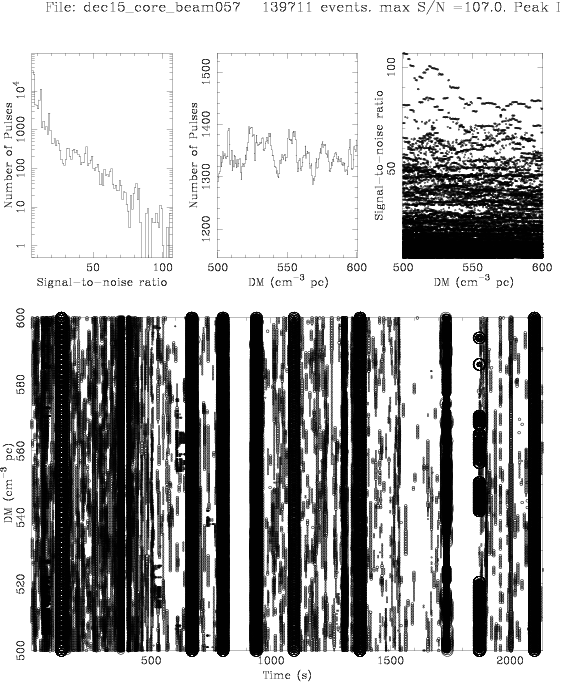 File: dec15_core_beam057 139711 events. max S/N =107.0. Peak I
Number of Pulses
1 10 100 1000 10^4
50 100
Signal-to-noise ratio
Number of Pulses
1200 1300 1400 1500
500 550 600
DM (cm^-3 pc)
Signal-to-noise ratio
50 100
500 550 600
DM (cm^-3 pc)
DM (cm^-3 pc)
500 520 540 560 580 600
500 1000 1500 2000
Time (s)